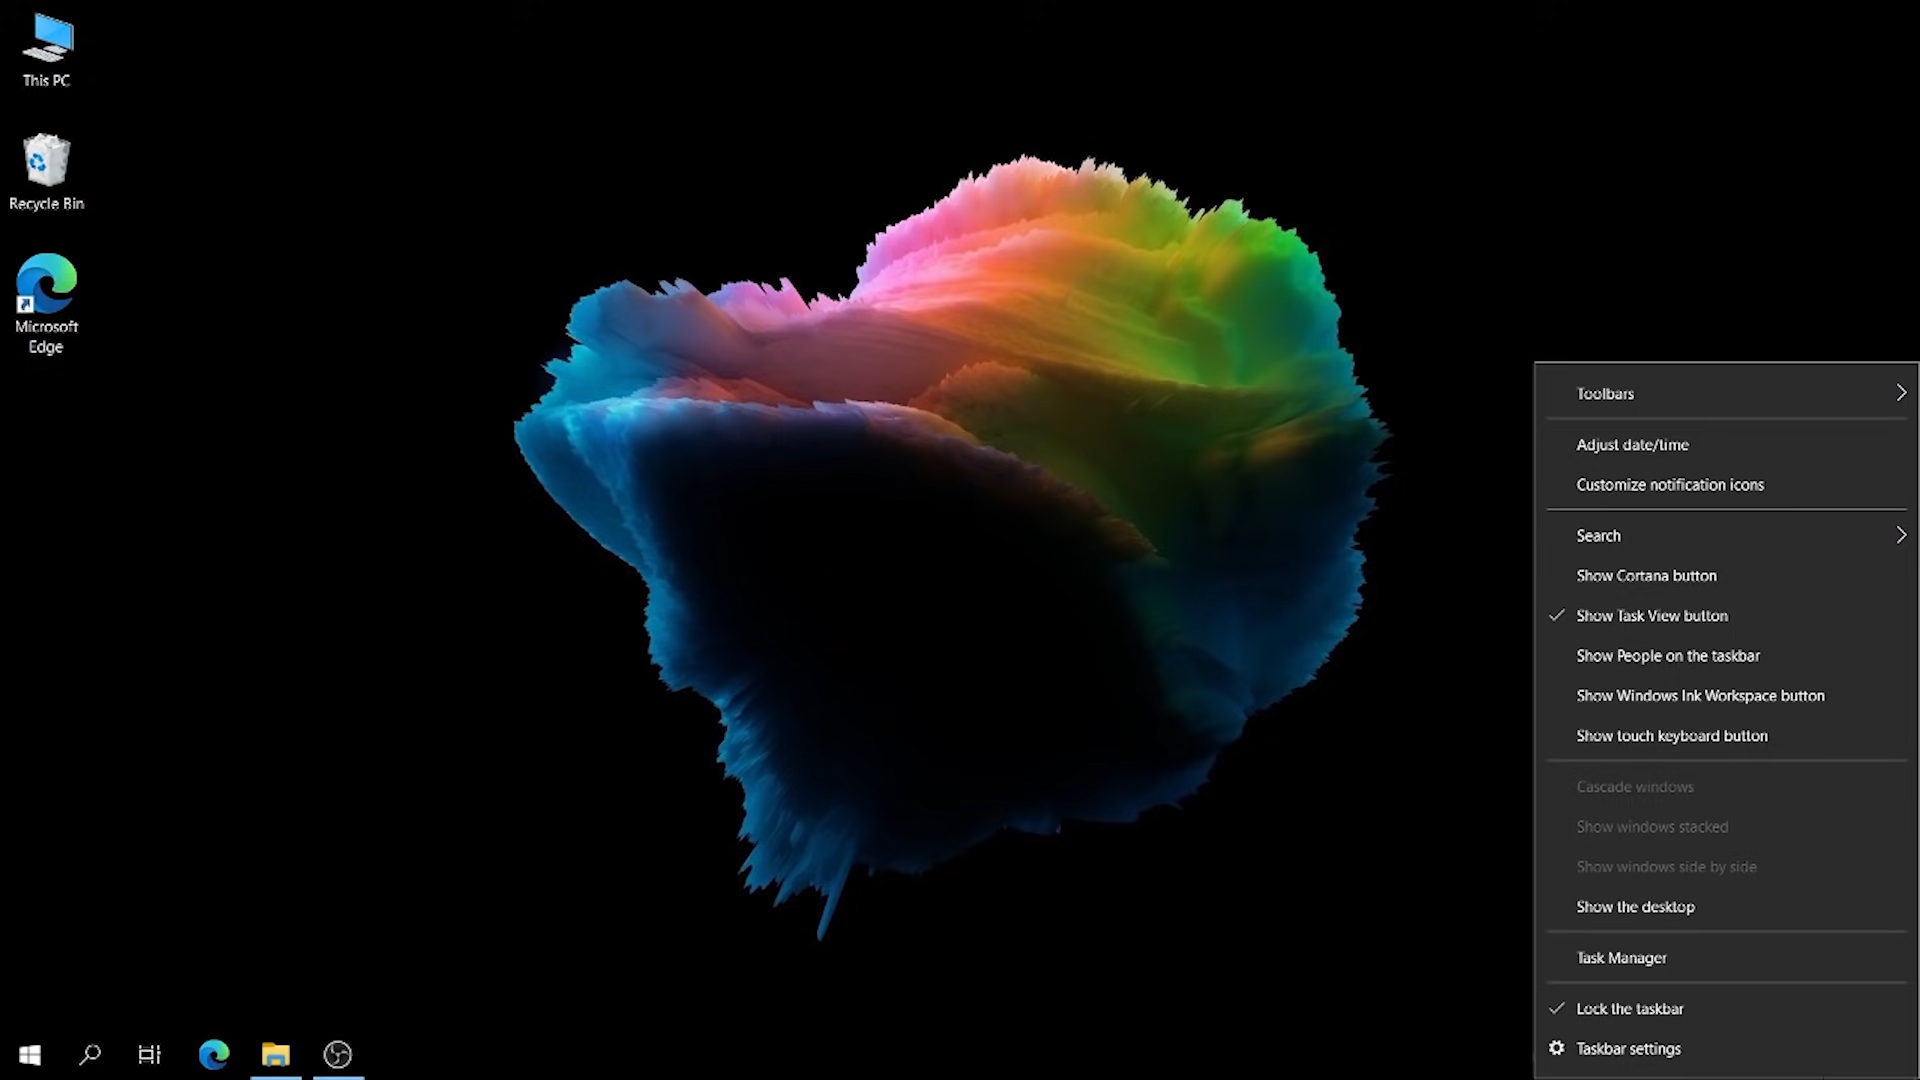 This PC
Recycle Bin
Microsoft
Edge
Toolbars
Adjust date/time
Customize notification icons
Search
Show Cortana button
Show Task View button
Show People on the taskbar
Show Windows Ink Workspace button
Show touch keyboard button
Cascade windows
Show windows stacked
Show windows side by side
Show the desktop
Task Manager
Lock the taskbar
Taskbar settings